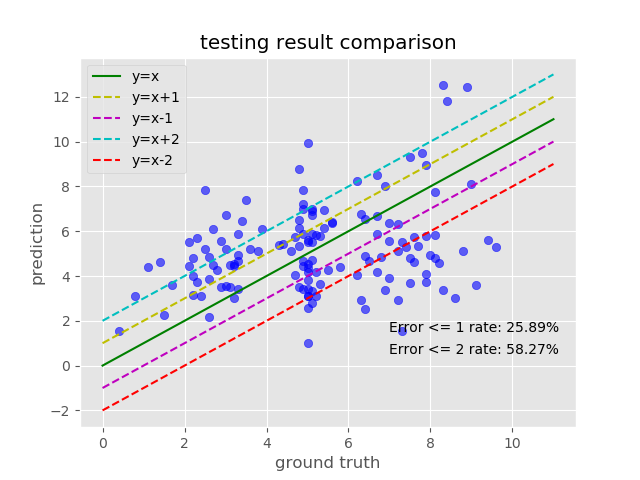 testing result comparison
y=x
y=x+1
y=x-1
y=x+2
y=x-2
12
10
8
6
4
2
0
−2
prediction
Error <= 1 rate: 25.89%
Error <= 2 rate: 58.27%
0 2 4 6 8 10
ground truth